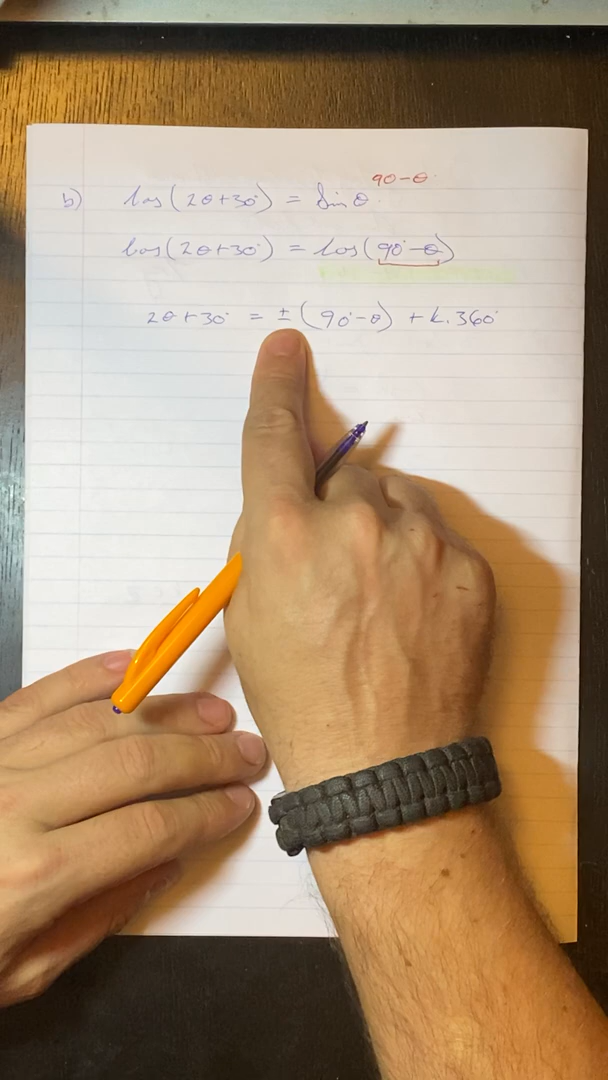 90-θ
b) Cos(2θ+30°) = Sin θ.
Cos(2θ+30°) = Cos(90°-θ)
2θ+30° = ±(90°-θ) + k.360°